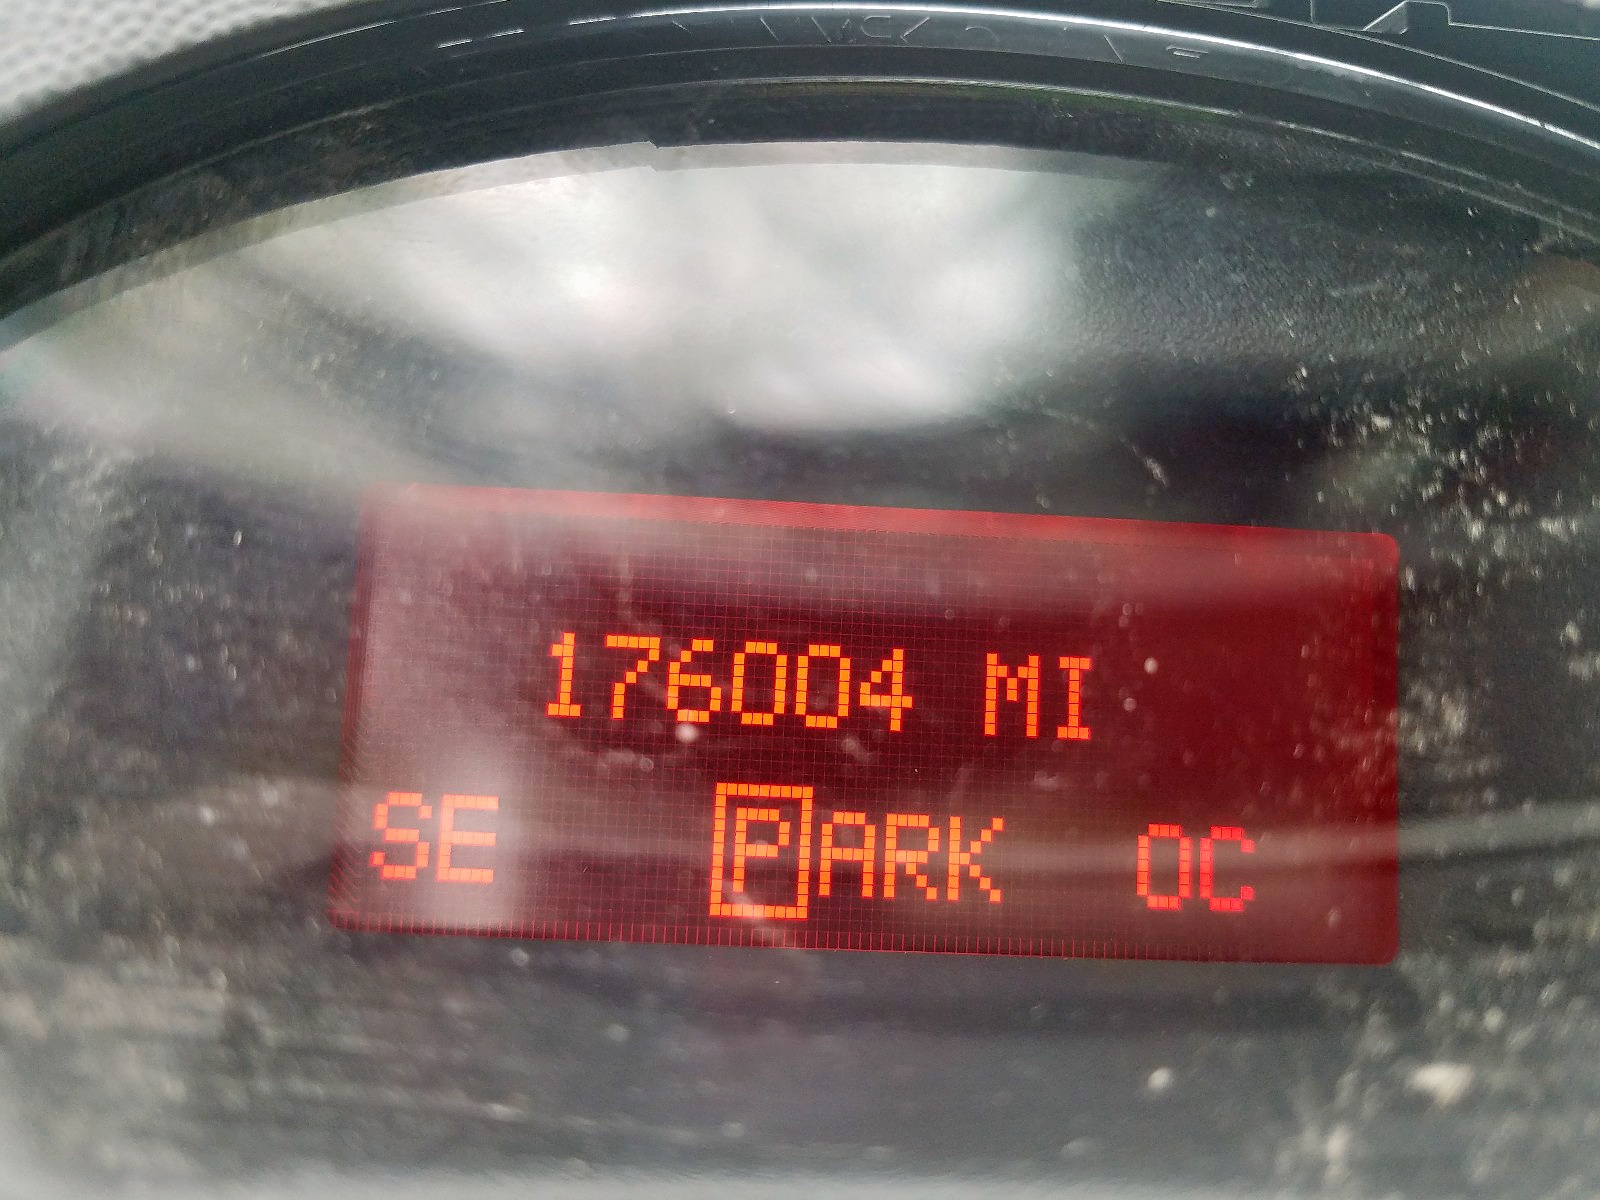 176004 MI
SE PARK OC